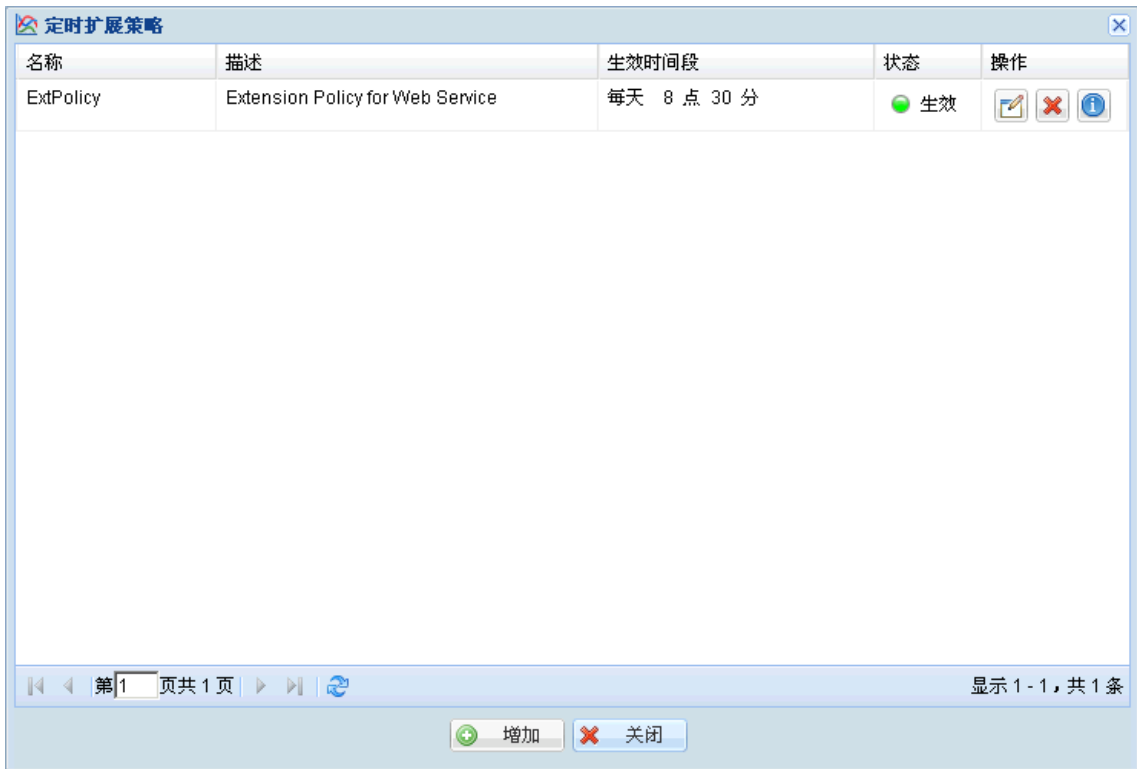 定时扩展策略
名称 描述 生效时间段 状态 操作
ExtPolicy Extension Policy for Web Service 每天 8 点 30 分 生效
第 1 页共 1 页 显示 1 - 1，共 1 条
增加 关闭